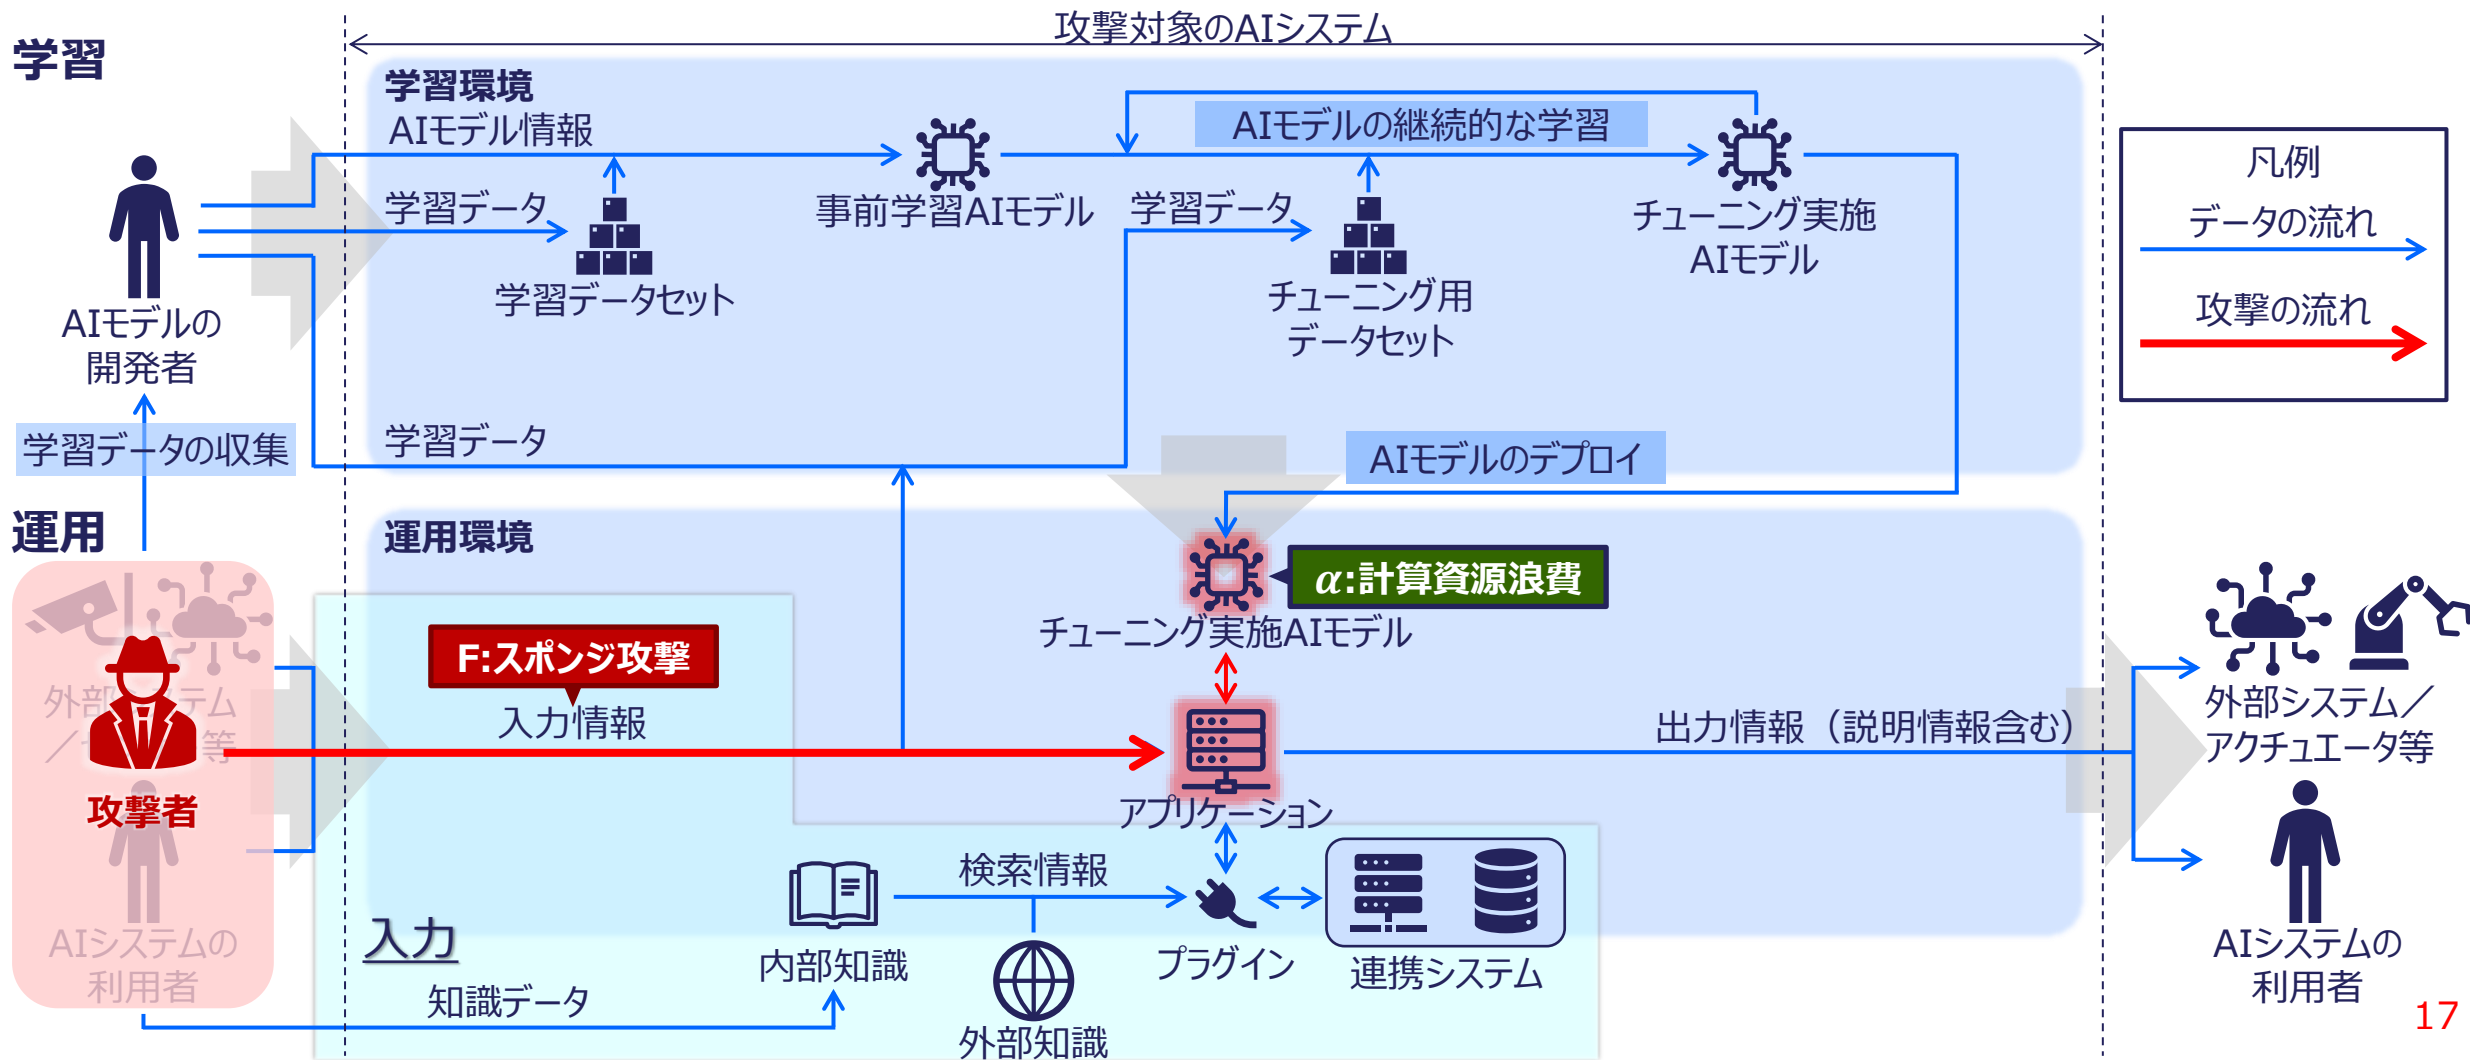 攻撃対象のAIシステム
学習
学習環境
AIモデル情報
AIモデルの継続的な学習
学習データ
事前学習AIモデル
学習データ
チューニング実施
AIモデル
学習データセット
チューニング用
データセット
AIモデルの
開発者
凡例
データの流れ
攻撃の流れ
学習データの収集
学習データ
AIモデルのデプロイ
運用
運用環境
α:計算資源浪費
チューニング実施AIモデル
F:スポンジ攻撃
入力情報
攻撃者
アプリケーション
出力情報（説明情報含む）
外部システム／
アクチュエータ等
AIシステムの
利用者
入力
検索情報
内部知識
プラグイン
連携システム
知識データ
外部知識
AIシステムの
利用者
17